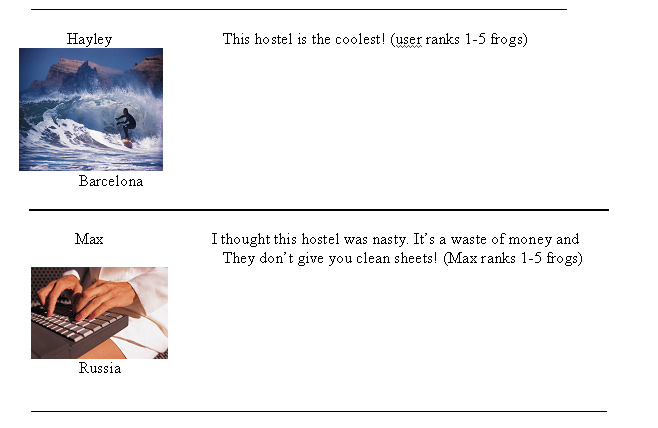 Hayley
This hostel is the coolest! (user ranks 1-5 frogs)
Barcelona
Max
I thought this hostel was nasty. It’s a waste of money and
They don’t give you clean sheets! (Max ranks 1-5 frogs)
Russia